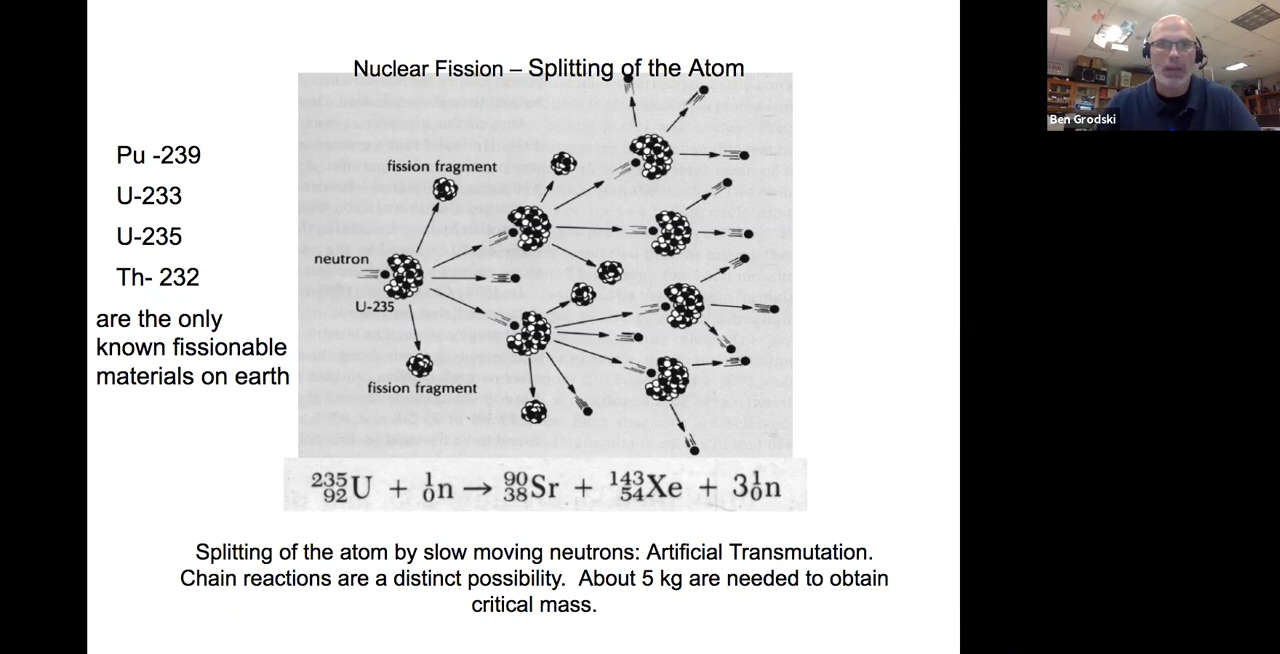 Nuclear Fission – Splitting of the Atom
Ben Grodski
Pu -239
U-233
U-235
Th- 232
are the only
known fissionable
materials on earth
fission fragment
neutron
U-235
fission fragment
²³⁵₉₂U + ¹₀n → ⁹⁰₃₈Sr + ¹⁴³₅₄Xe + 3¹₀n
Splitting of the atom by slow moving neutrons: Artificial Transmutation.
Chain reactions are a distinct possibility.  About 5 kg are needed to obtain
critical mass.